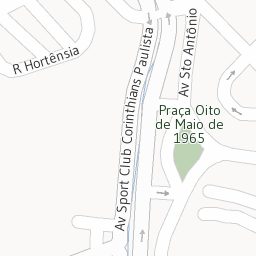 R Hortênsia
Av Sport Club Corinthians Paulista
Av Sto Antônio
Praça Oito
de Maio de
1965